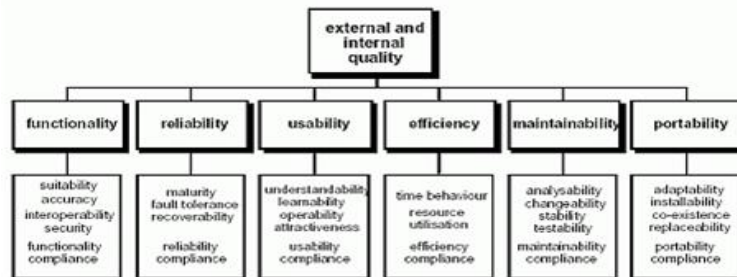 external and
internal
quality
functionality
reliability
usability
efficiency
maintainability
portability
suitability
accuracy
interoperability
security
functionality
compliance
maturity
fault tolerance
recoverability
reliability
compliance
understandability
learnability
operability
attractiveness
usability
compliance
time behaviour
resource
utilisation
efficiency
compliance
analysability
changeability
stability
testability
maintainability
compliance
adaptability
installability
co-existence
replaceability
portability
compliance